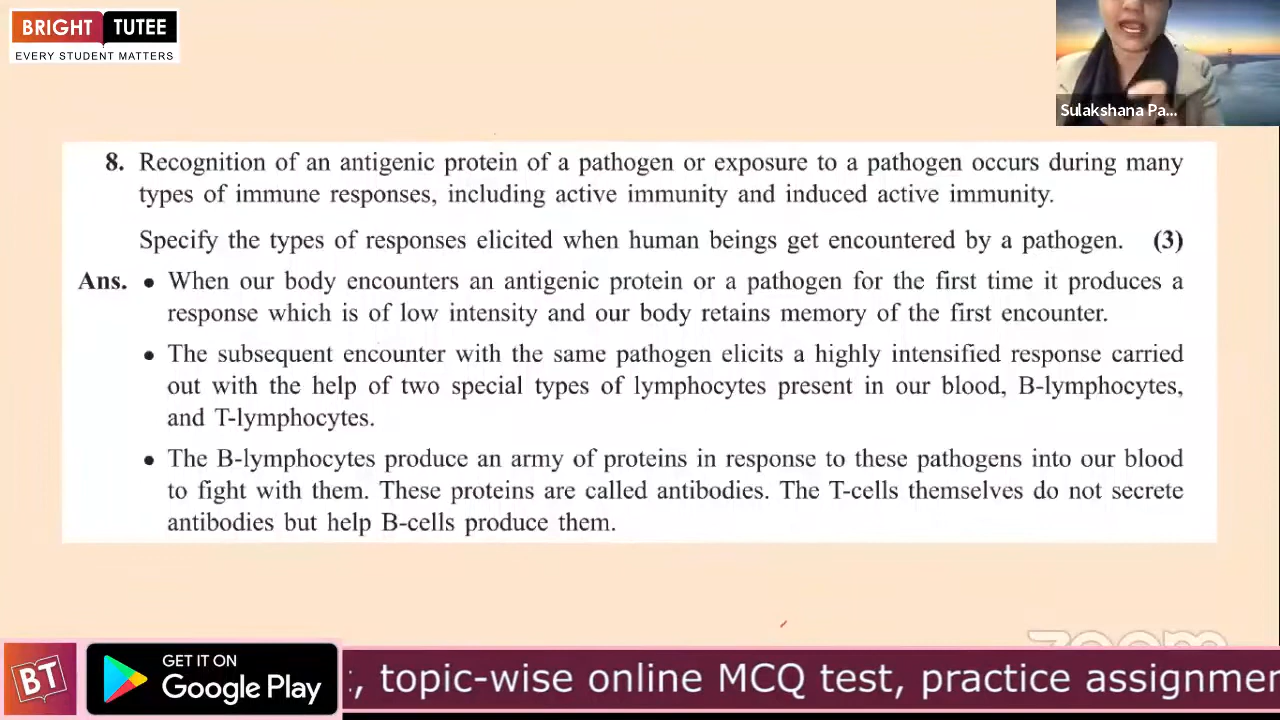 BRIGHT TUTEE
EVERY STUDENT MATTERS
Sulakshana Pa...
8. Recognition of an antigenic protein of a pathogen or exposure to a pathogen occurs during many
types of immune responses, including active immunity and induced active immunity.
Specify the types of responses elicited when human beings get encountered by a pathogen. (3)
Ans. • When our body encounters an antigenic protein or a pathogen for the first time it produces a
response which is of low intensity and our body retains memory of the first encounter.
• The subsequent encounter with the same pathogen elicits a highly intensified response carried
out with the help of two special types of lymphocytes present in our blood, B-lymphocytes,
and T-lymphocytes.
• The B-lymphocytes produce an army of proteins in response to these pathogens into our blood
to fight with them. These proteins are called antibodies. The T-cells themselves do not secrete
antibodies but help B-cells produce them.
zoom
BT
GET IT ON
Google Play
, topic-wise online MCQ test, practice assignmen